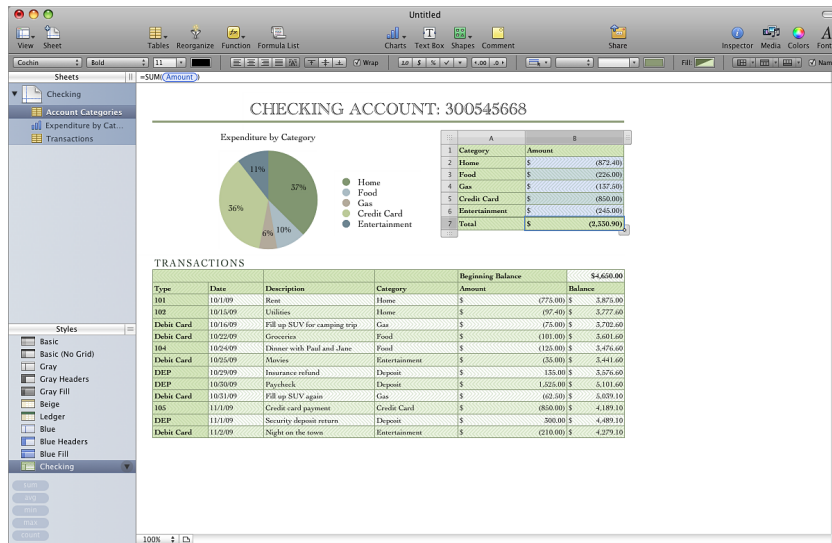 Untitled
View Sheet Tables Reorganize Function Formula List Charts Text Box Shapes Comment Share Inspector Media Colors Font
Cochin Bold 11 Wrap Fill: Nam
Sheets =SUM(Amount)
Checking
Account Categories
Expenditure by Cat...
Transactions
CHECKING ACCOUNT: 300545668
Expenditure by Category
11%
37%
36%
6% 10%
Home
Food
Gas
Credit Card
Entertainment
A B
1 Category Amount
2 Home $ (872.40)
3 Food $ (226.00)
4 Gas $ (137.50)
5 Credit Card $ (850.00)
6 Entertainment $ (245.00)
7 Total $ (2,330.90)
TRANSACTIONS
Beginning Balance $4,650.00
Type Date Description Category Amount Balance
101 10/1/09 Rent Home $ (775.00) $ 3,875.00
102 10/15/09 Utilities Home $ (97.40) $ 3,777.60
Debit Card 10/16/09 Fill up SUV for camping trip Gas $ (75.00) $ 3,702.60
Debit Card 10/22/09 Groceries Food $ (101.00) $ 3,601.60
104 10/24/09 Dinner with Paul and Jane Food $ (125.00) $ 3,476.60
Debit Card 10/25/09 Movies Entertainment $ (35.00) $ 3,441.60
DEP 10/29/09 Insurance refund Deposit $ 135.00 $ 3,576.60
DEP 10/30/09 Paycheck Deposit $ 1,525.00 $ 5,101.60
Debit Card 10/31/09 Fill up SUV again Gas $ (62.50) $ 5,039.10
105 11/1/09 Credit card payment Credit Card $ (850.00) $ 4,189.10
DEP 11/1/09 Security deposit return Deposit $ 300.00 $ 4,489.10
Debit Card 11/2/09 Night on the town Entertainment $ (210.00) $ 4,279.10
Styles
Basic
Basic (No Grid)
Gray
Gray Headers
Gray Fill
Beige
Ledger
Blue
Blue Headers
Blue Fill
Checking
sum
avg
min
max
count
100%